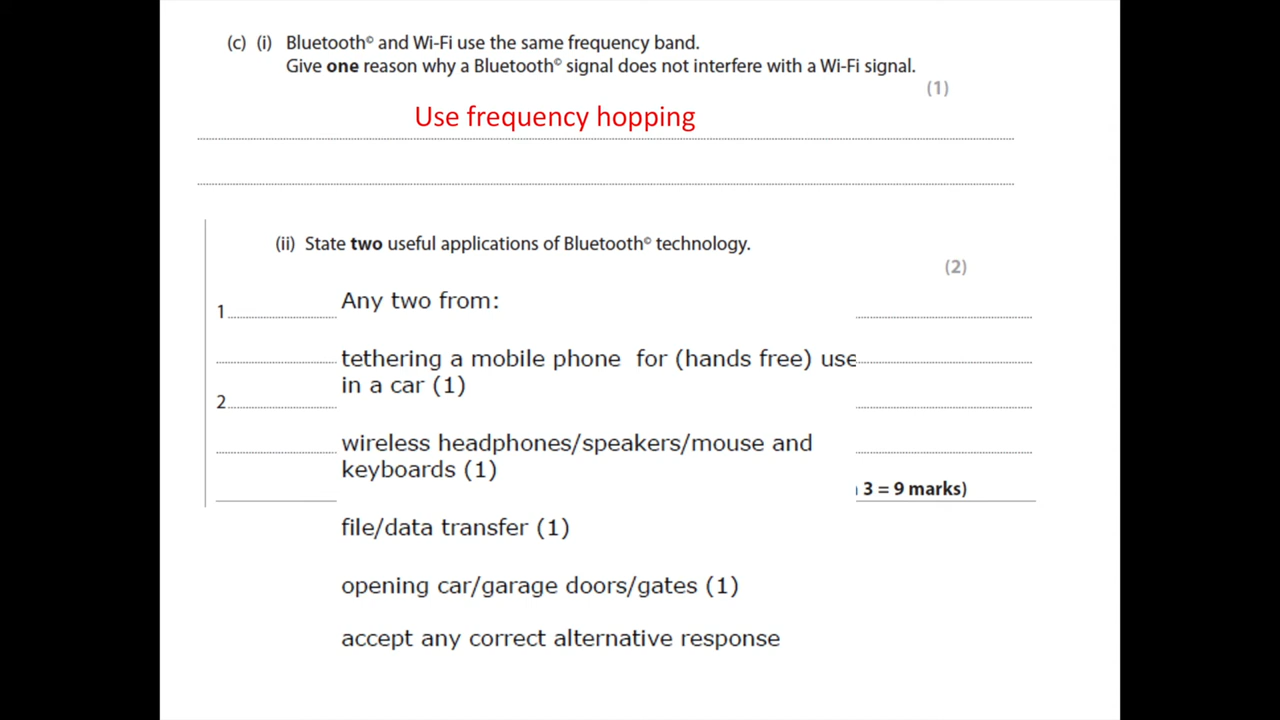 (c) (i) Bluetooth© and Wi-Fi use the same frequency band.
Give one reason why a Bluetooth© signal does not interfere with a Wi-Fi signal.
(1)
Use frequency hopping
(ii) State two useful applications of Bluetooth© technology.
(2)
Any two from:
1
tethering a mobile phone for (hands free) use
in a car (1)
2
wireless headphones/speakers/mouse and
keyboards (1)
3 = 9 marks)
file/data transfer (1)
opening car/garage doors/gates (1)
accept any correct alternative response